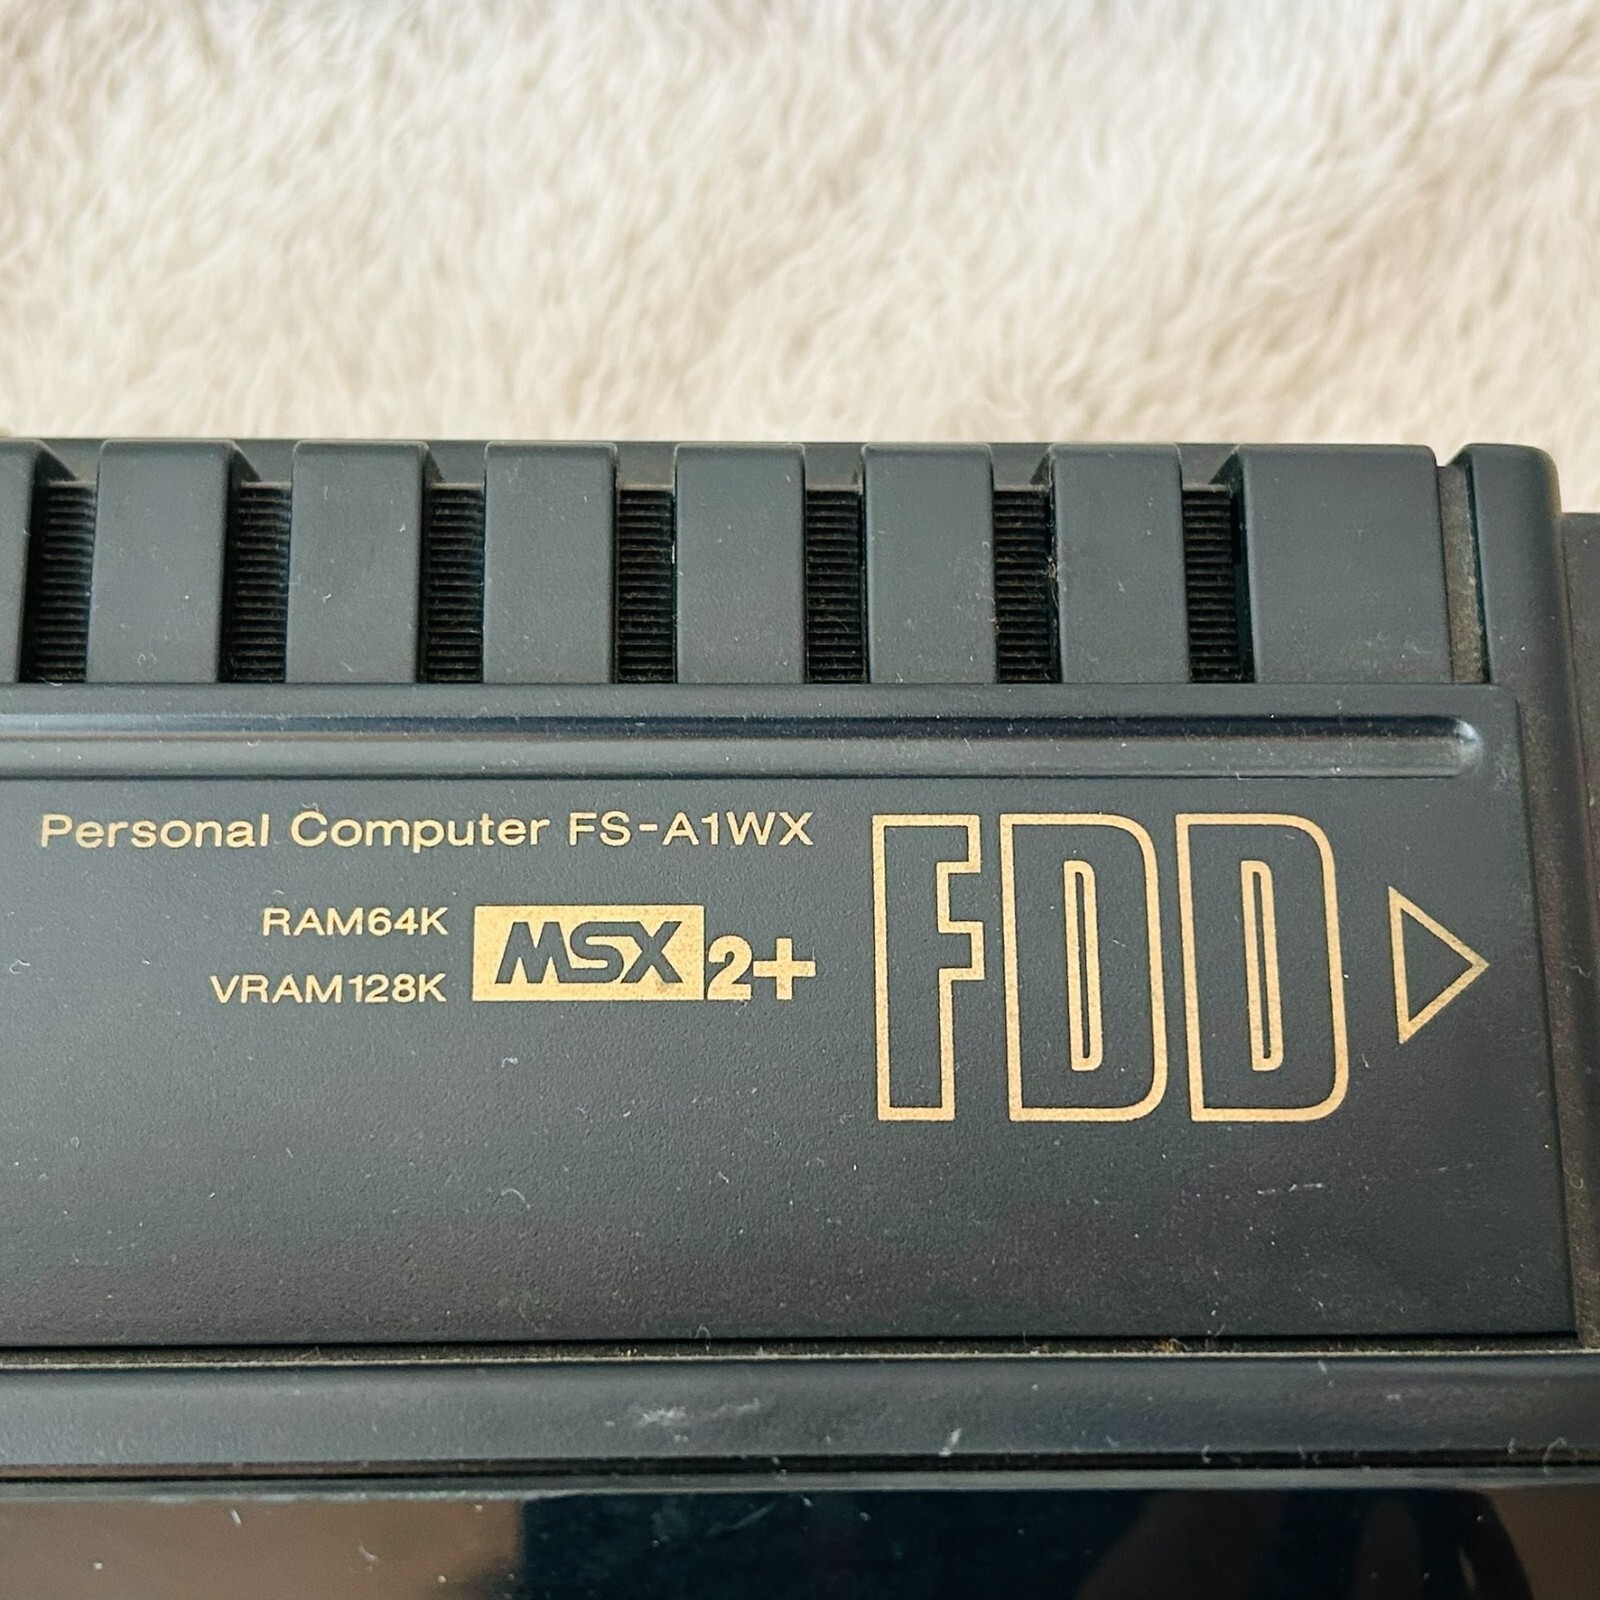 Personal Computer FS-A1WX
RAM64K
VRAM128K
MSX 2+
FDD